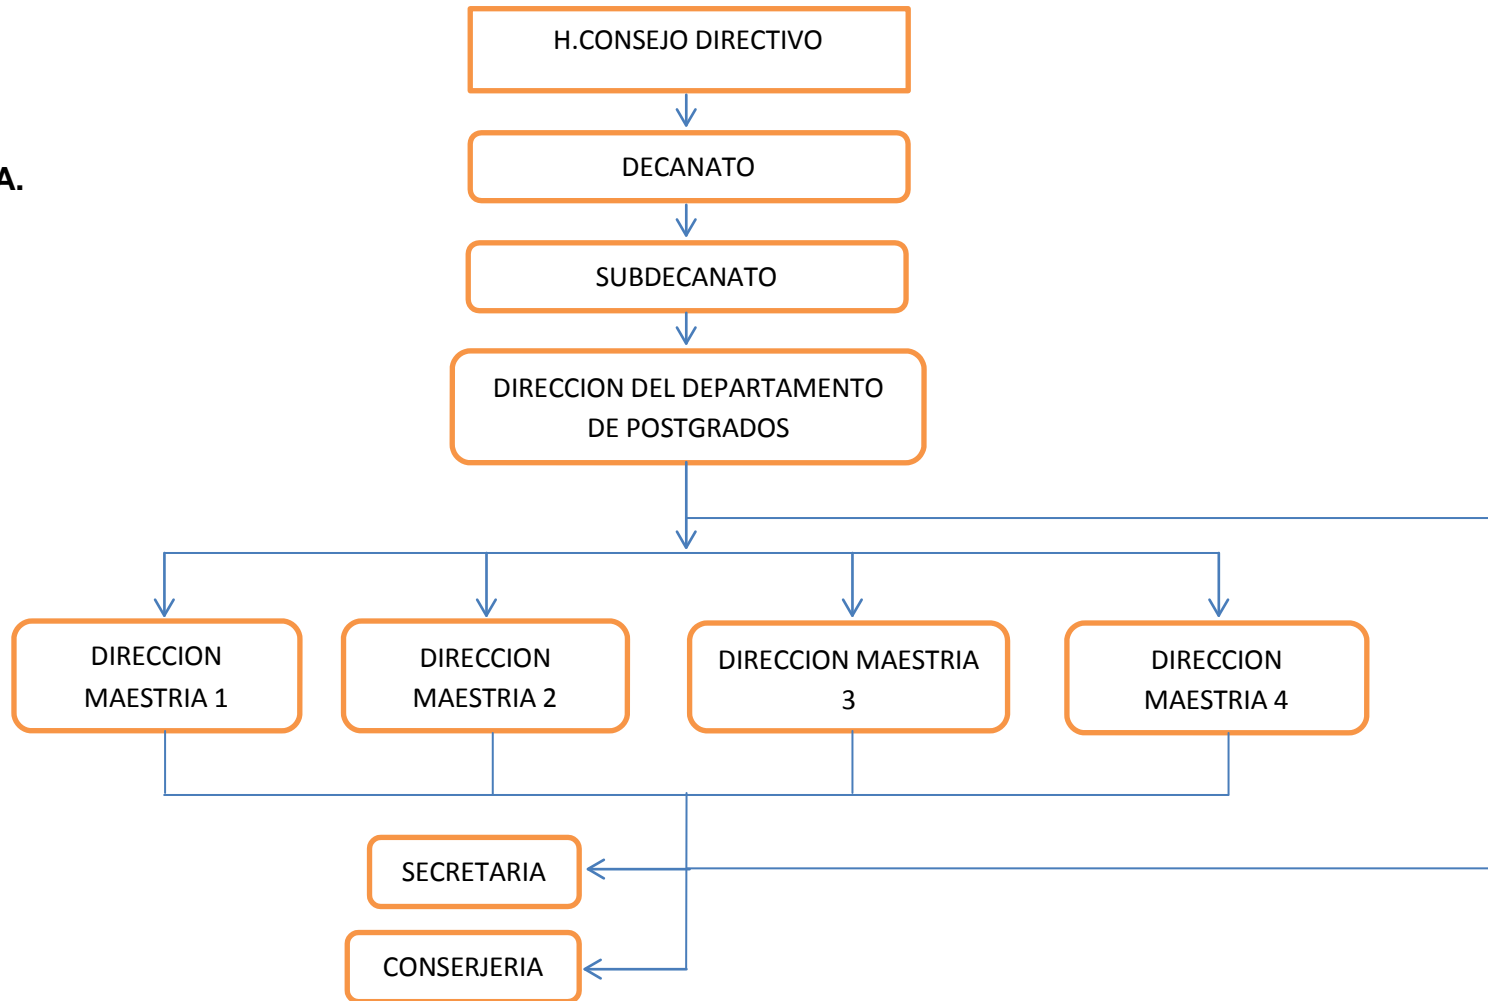 H.CONSEJO DIRECTIVO
DECANATO
A.
SUBDECANATO
DIRECCION DEL DEPARTAMENTO
DE POSTGRADOS
DIRECCION
MAESTRIA 1
DIRECCION
MAESTRIA 2
DIRECCION MAESTRIA
3
DIRECCION
MAESTRIA 4
SECRETARIA
CONSERJERIA